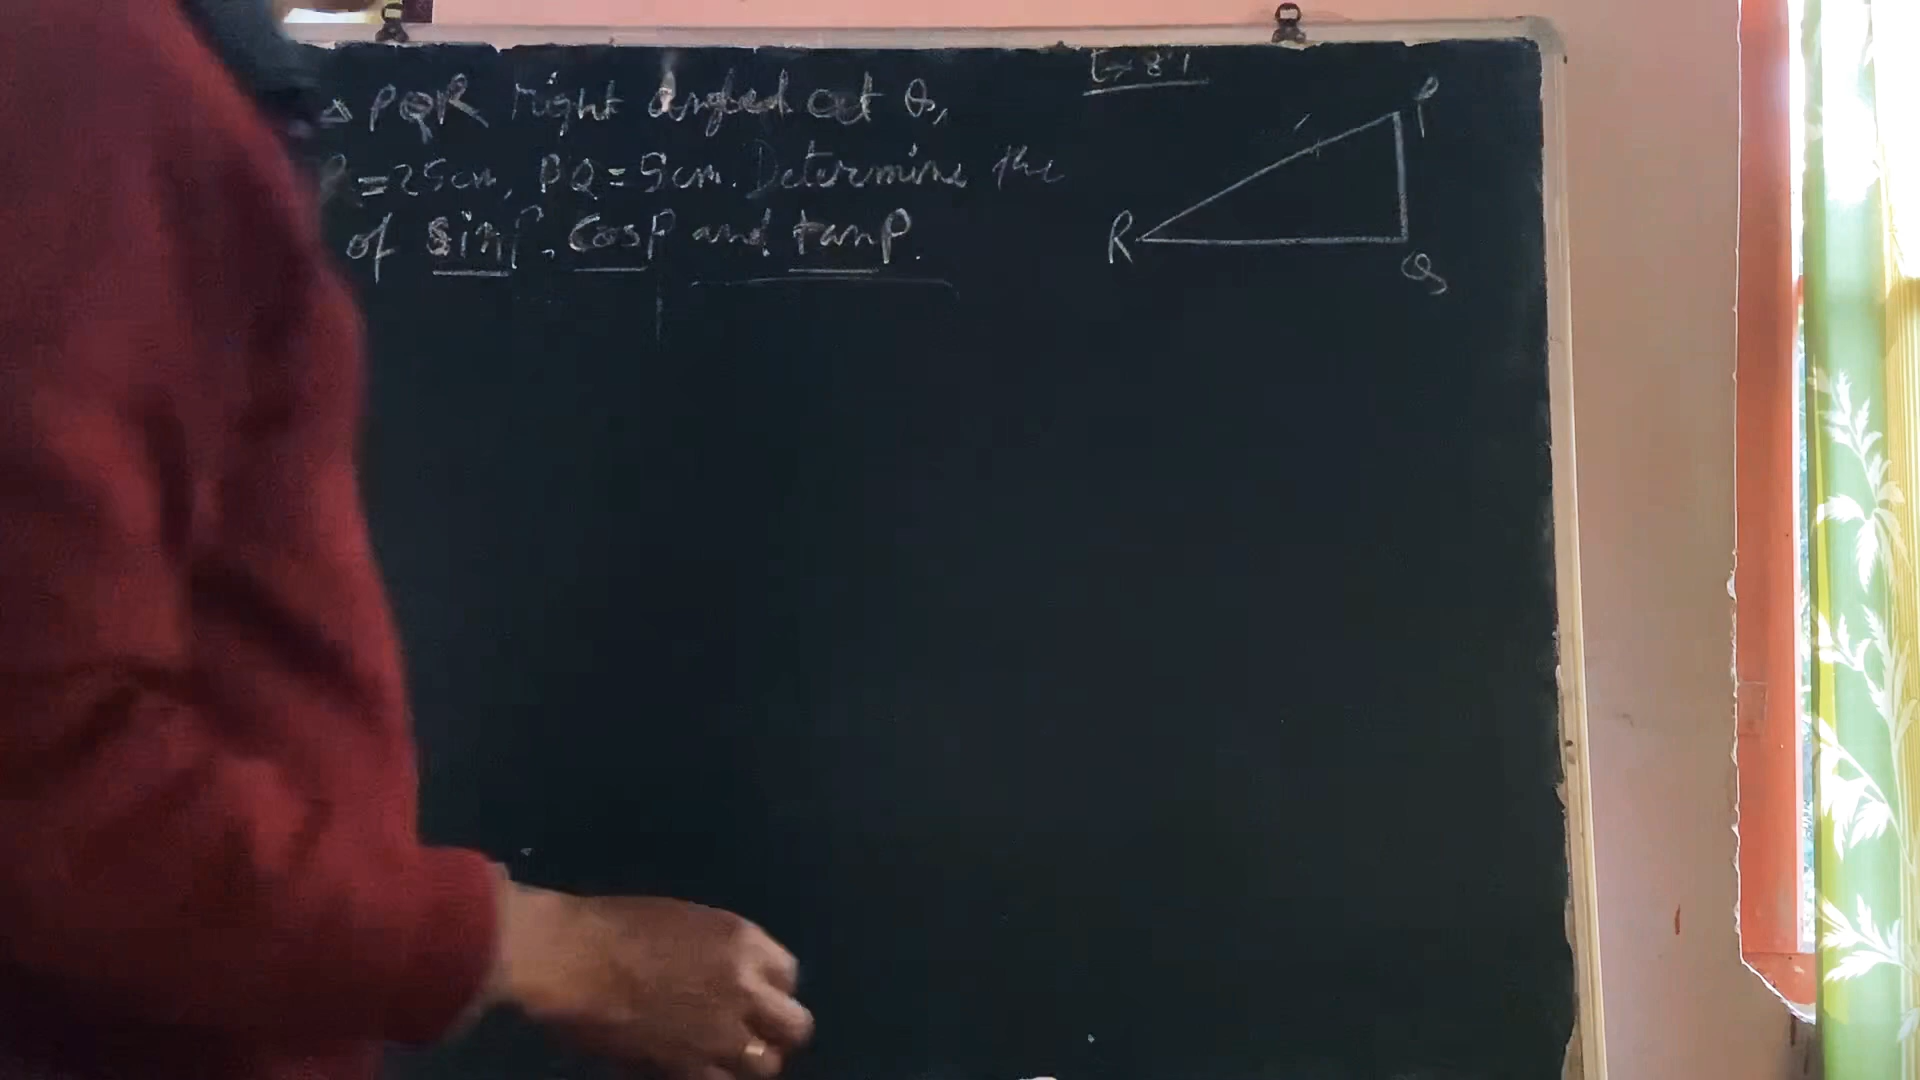 Ex 8.1
Δ PQR right angled at Q,
R = 25cm, PQ = 5cm. Determine the
of sinP, cosP and tanP.
P
R
Q